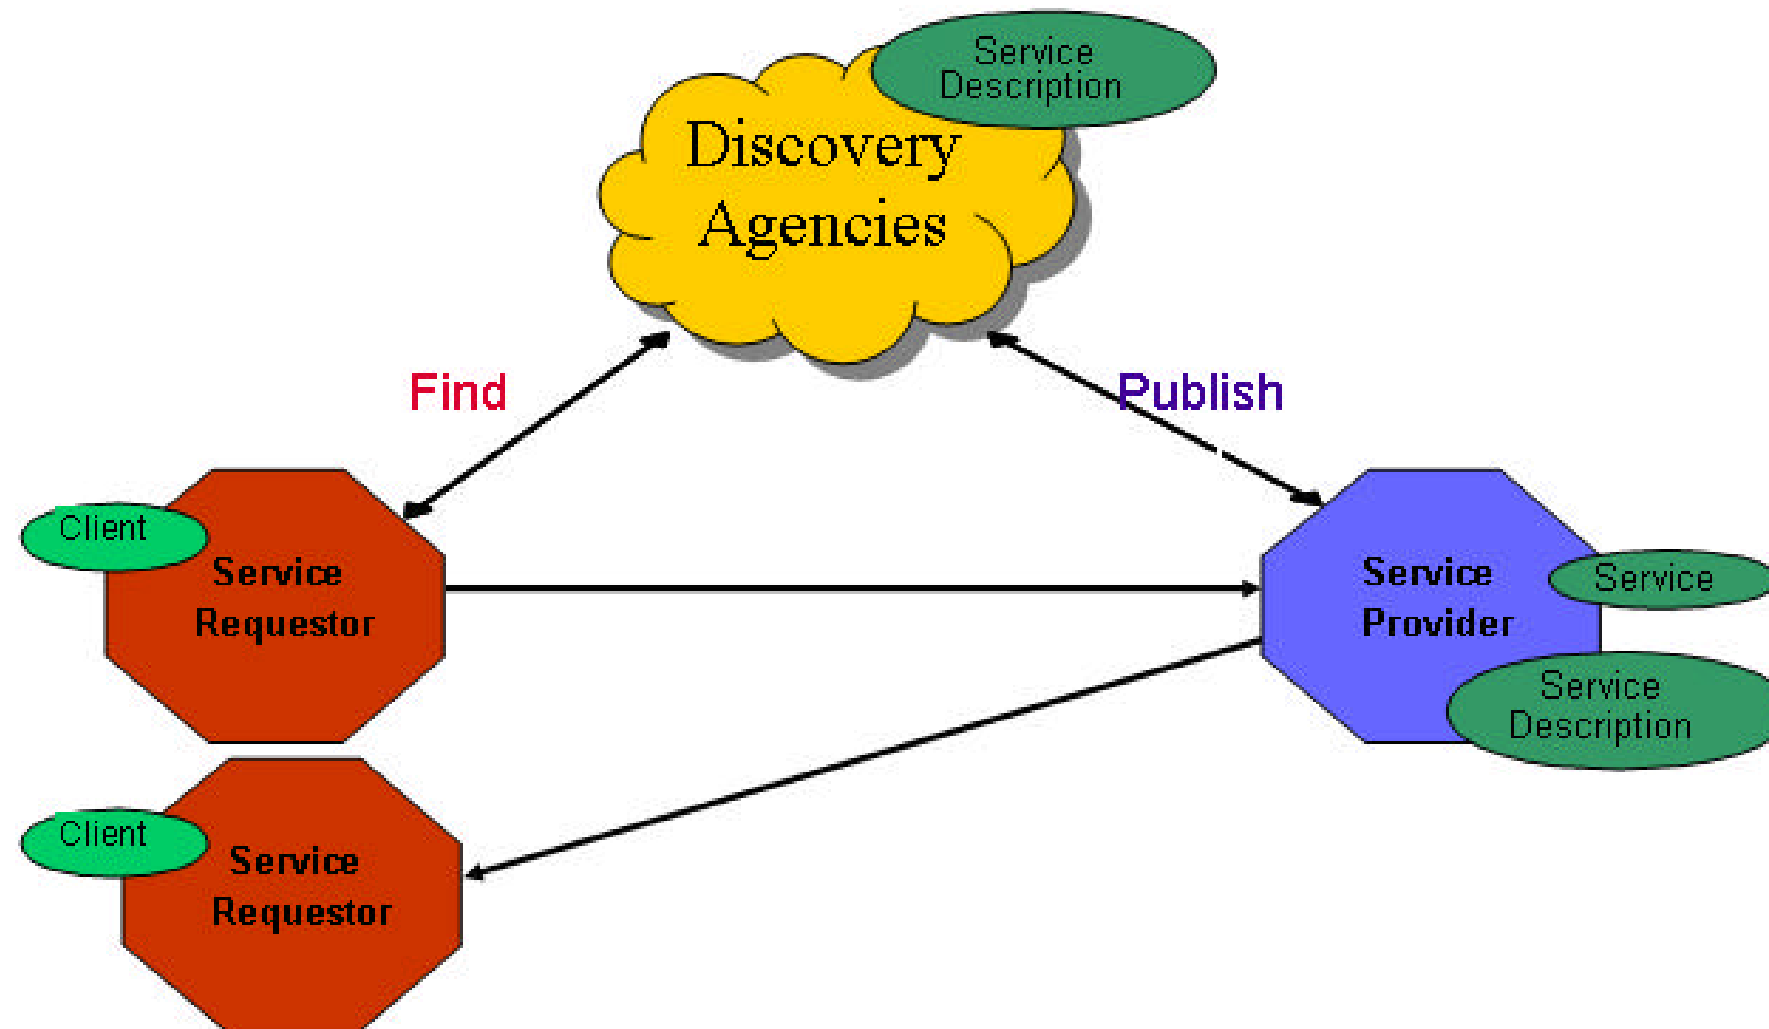 Service
Description
Discovery
Agencies
Find
Publish
Client
Service
Requestor
Service
Provider
Service
Service
Description
Client
Service
Requestor